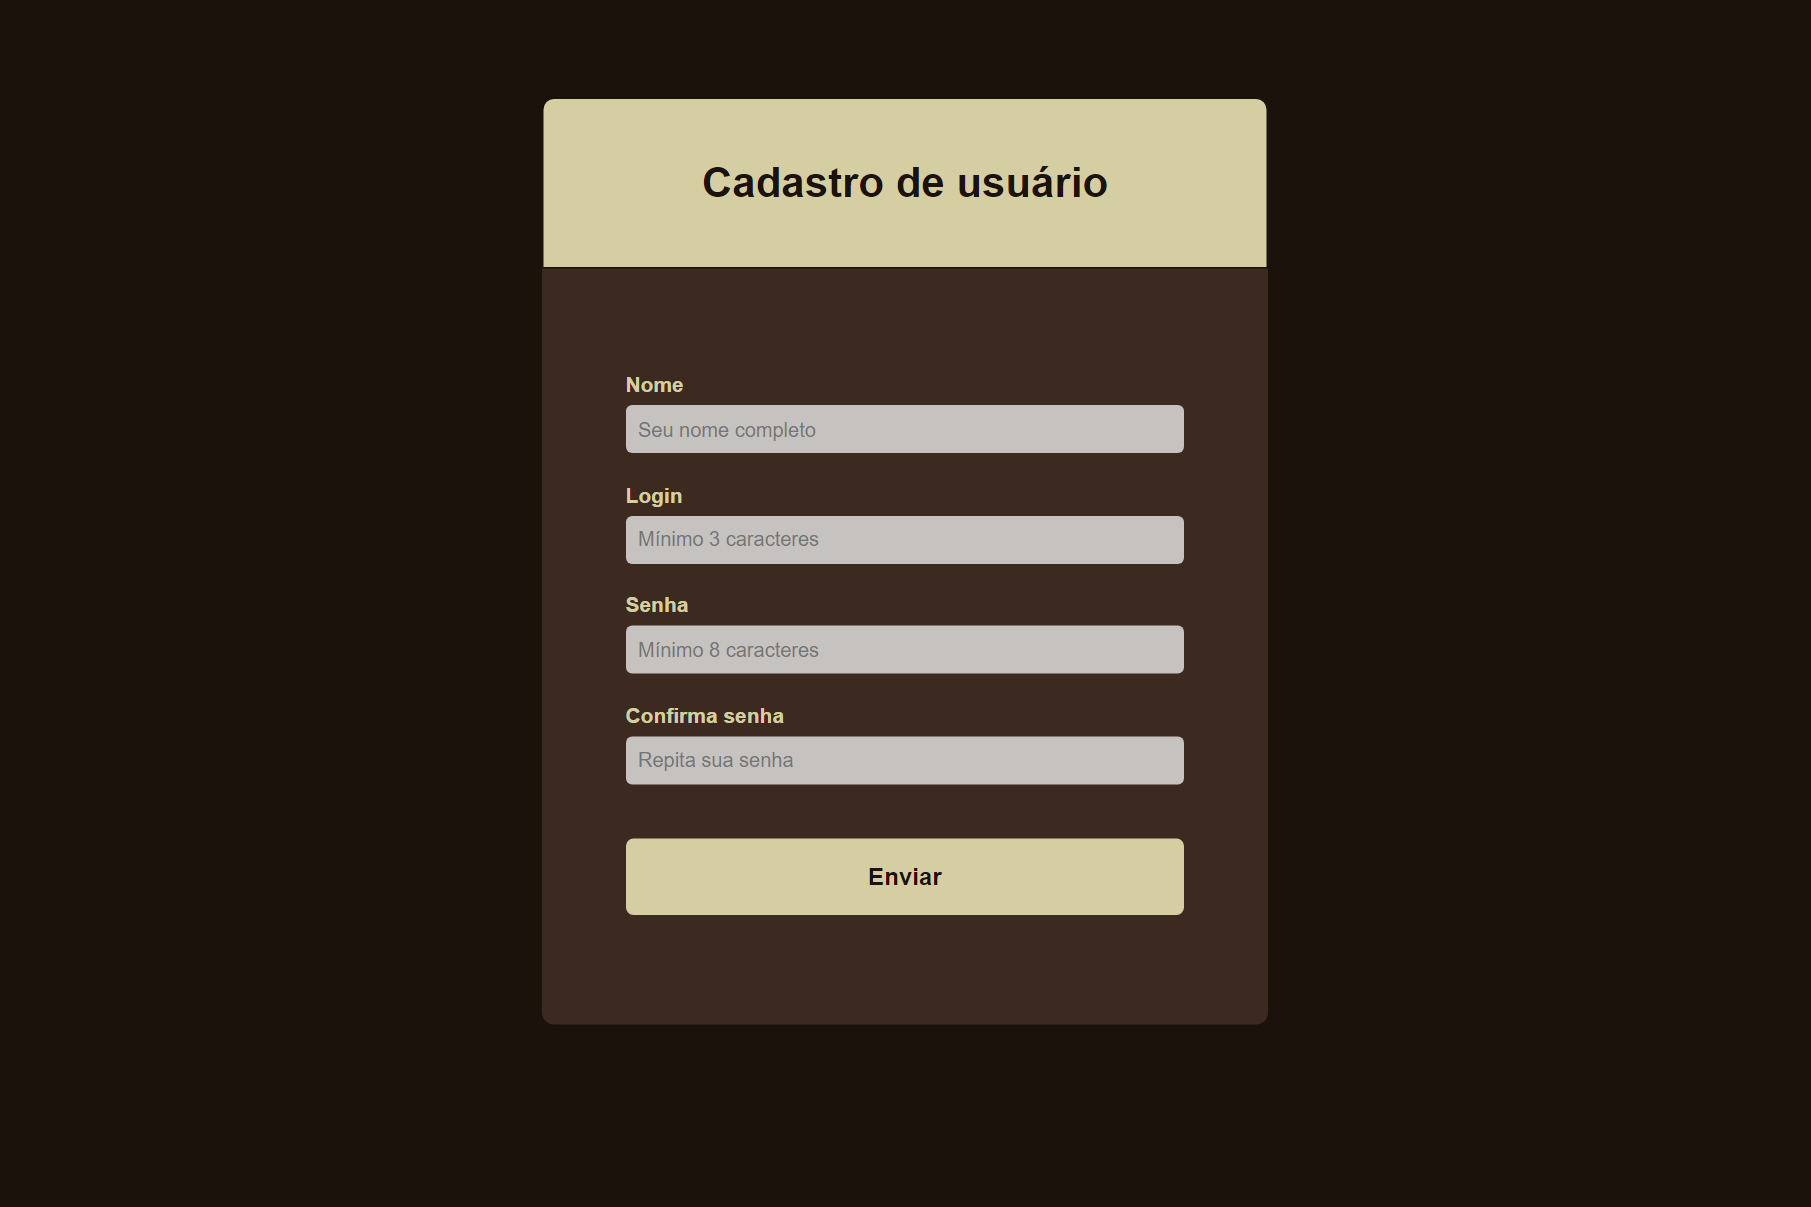 Cadastro de usuário
Nome
Seu nome completo
Login
Mínimo 3 caracteres
Senha
Mínimo 8 caracteres
Confirma senha
Repita sua senha
Enviar